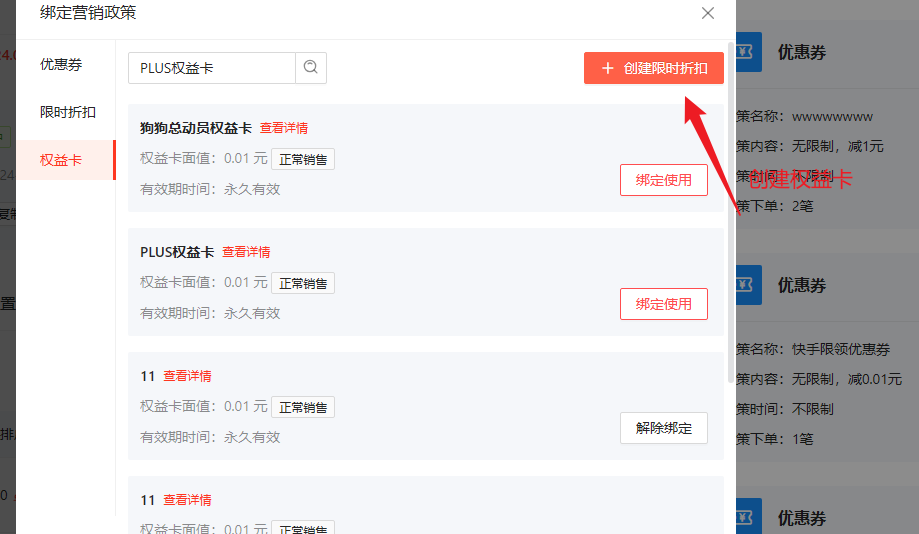 绑定营销政策
优惠券
限时折扣
权益卡
PLUS权益卡
+ 创建限时折扣
狗狗总动员权益卡 查看详情
权益卡面值：0.01 元 正常销售
有效期时间：永久有效
绑定使用
PLUS权益卡 查看详情
权益卡面值：0.01 元 正常销售
有效期时间：永久有效
绑定使用
11 查看详情
权益卡面值：0.01 元 正常销售
有效期时间：永久有效
解除绑定
11 查看详情
权益卡面值：0.01 元 正常销售
创建权益卡
优惠券
策名称：wwwwwwww
策内容：无限制，减1元
策时间：不限制
策下单：2笔
优惠券
策名称：快手限领优惠券
策内容：无限制，减0.01元
策时间：不限制
策下单：1笔
优惠券
24.0
24
置
0